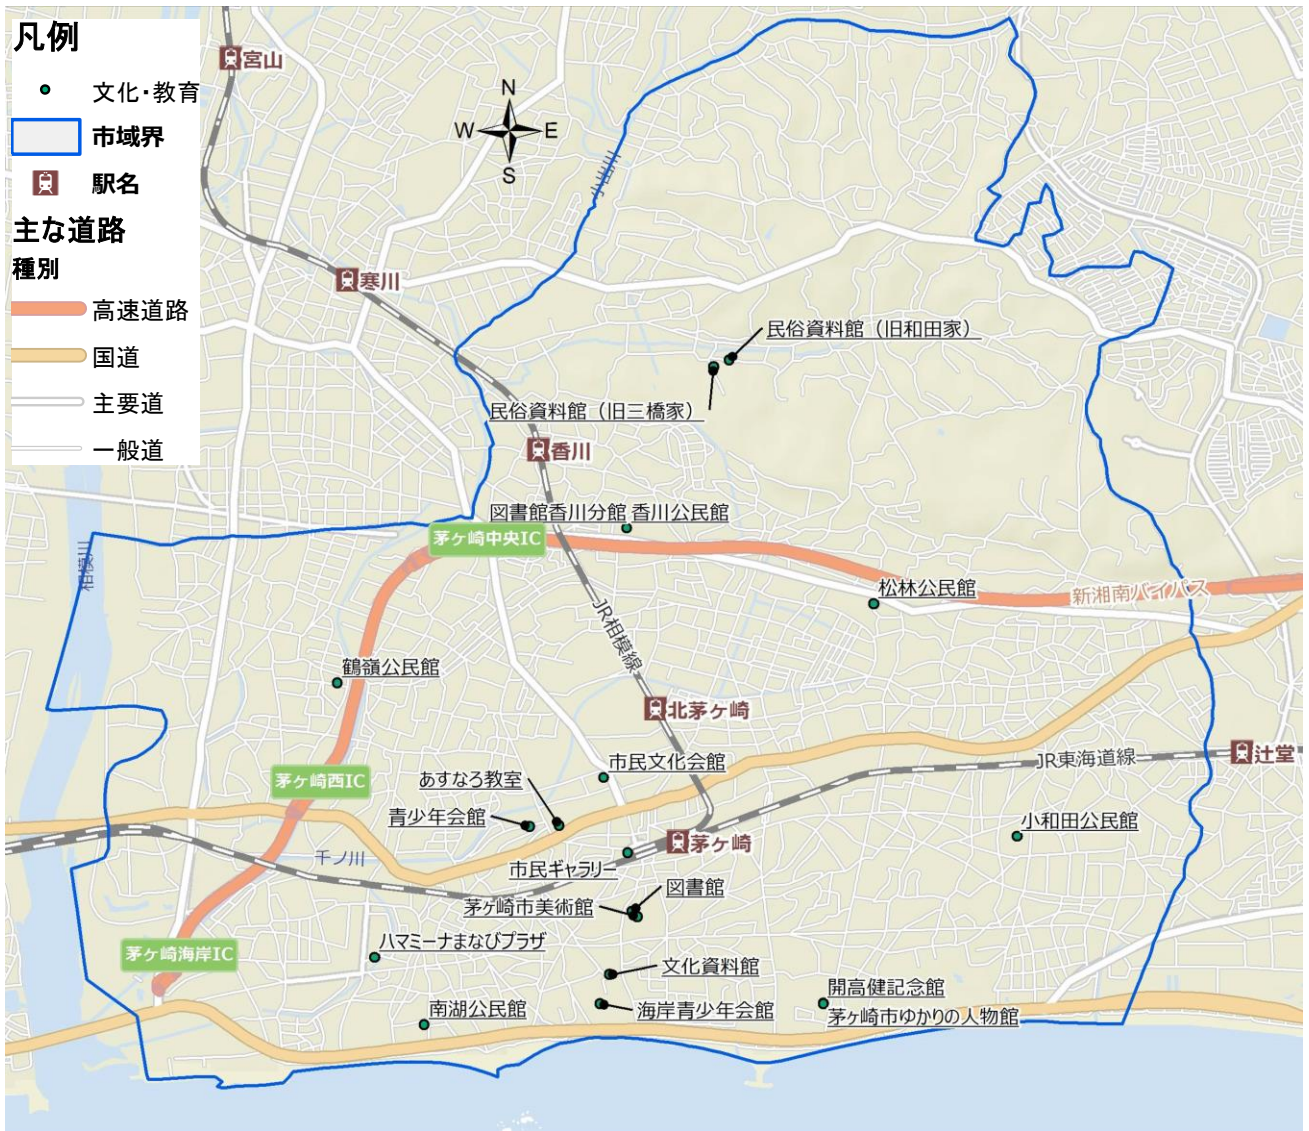 凡例
文化・教育
市域界
駅名
主な道路
種別
高速道路
国道
主要道
一般道
宮山
N
W
E
S
小出川
寒川
民俗資料館（旧和田家）
民俗資料館（旧三橋家）
香川
図書館香川分館 香川公民館
茅ヶ崎中央IC
相模川
松林公民館
新湘南バイパス
JR相模線
鶴嶺公民館
北茅ヶ崎
市民文化会館
JR東海道線
辻堂
茅ヶ崎西IC
あすなろ教室
青少年会館
小和田公民館
茅ヶ崎
千ノ川
市民ギャラリー
図書館
茅ヶ崎市美術館
ハマミーナまなびプラザ
茅ヶ崎海岸IC
文化資料館
開高健記念館
南湖公民館
海岸青少年会館
茅ヶ崎市ゆかりの人物館